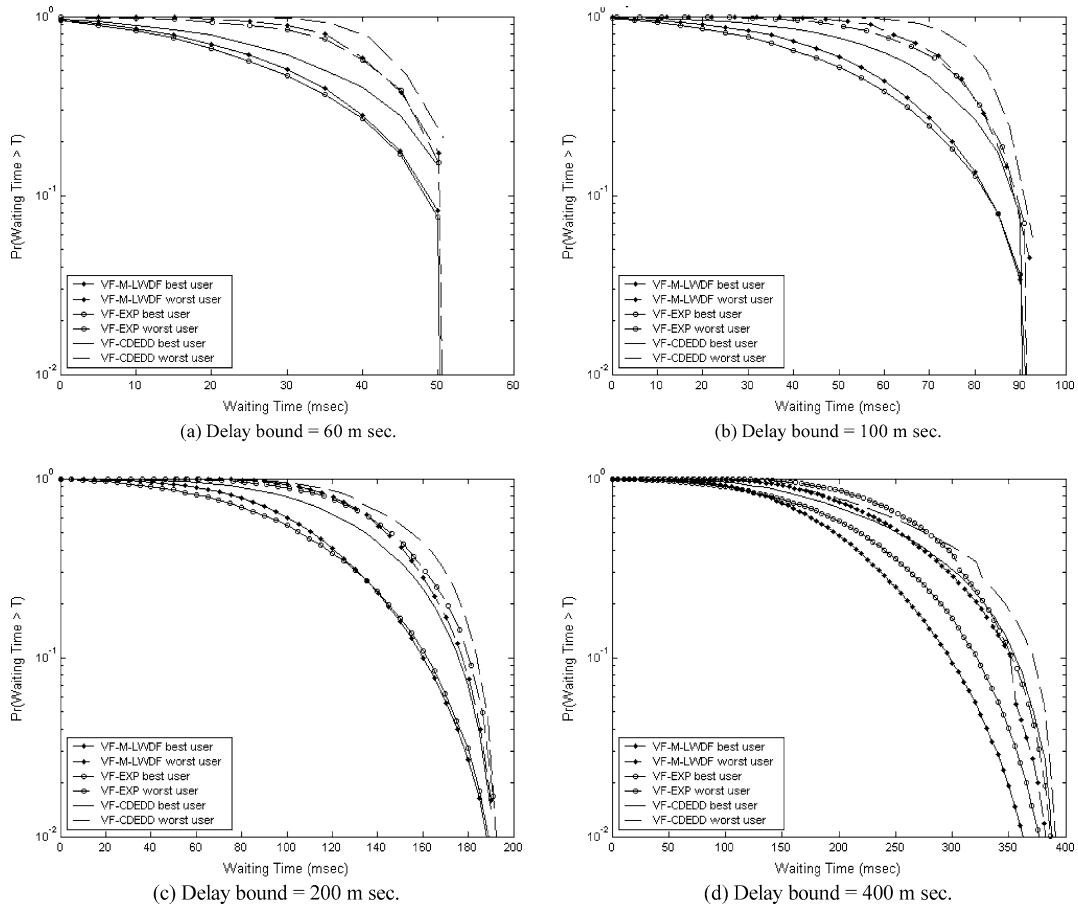 10^0
10^-1
10^-2
Pr(Waiting Time > T)
VF-M-LWDF best user
VF-M-LWDF worst user
VF-EXP best user
VF-EXP worst user
VF-CDEDD best user
VF-CDEDD worst user
0 10 20 30 40 50 60
Waiting Time (msec)
(a) Delay bound = 60 m sec.
10^0
10^-1
10^-2
Pr(Waiting Time > T)
VF-M-LWDF best user
VF-M-LWDF worst user
VF-EXP best user
VF-EXP worst user
VF-CDEDD best user
VF-CDEDD worst user
0 10 20 30 40 50 60 70 80 90 100
Waiting Time (msec)
(b) Delay bound = 100 m sec.
10^0
10^-1
10^-2
Pr(Waiting Time > T)
VF-M-LWDF best user
VF-M-LWDF worst user
VF-EXP best user
VF-EXP worst user
VF-CDEDD best user
VF-CDEDD worst user
0 20 40 60 80 100 120 140 160 180 200
Waiting Time (msec)
(c) Delay bound = 200 m sec.
10^0
10^-1
10^-2
Pr(Waiting Time > T)
VF-M-LWDF best user
VF-M-LWDF worst user
VF-EXP best user
VF-EXP worst user
VF-CDEDD best user
VF-CDEDD worst user
0 50 100 150 200 250 300 350 400
Waiting Time (msec)
(d) Delay bound = 400 m sec.